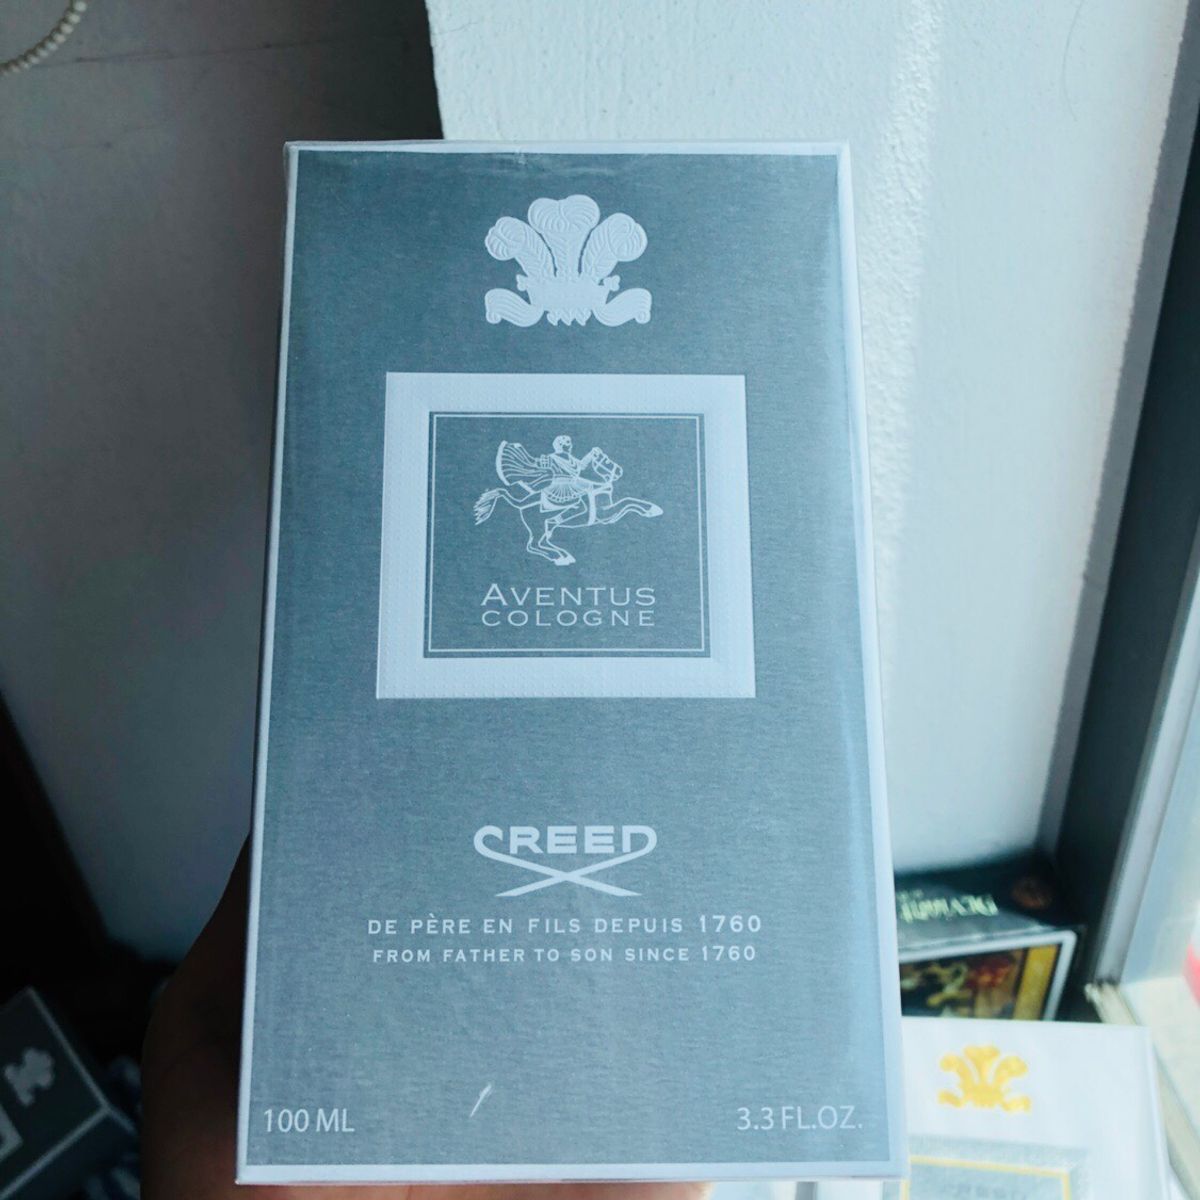 AVENTUS
COLOGNE
CREED
DE PÈRE EN FILS DEPUIS 1760
FROM FATHER TO SON SINCE 1760
100 ML
3.3 FL.OZ.